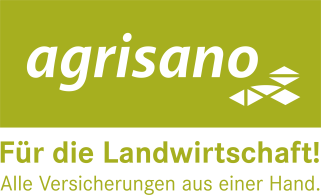 agrisano
Für die Landwirtschaft!
Alle Versicherungen aus einer Hand.